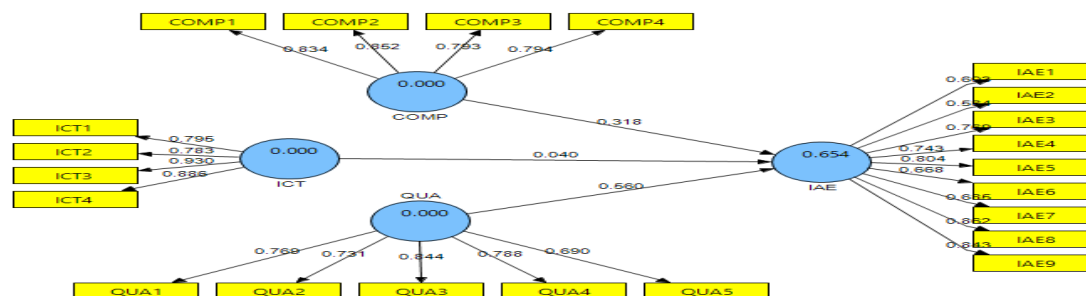 COMP1 COMP2 COMP3 COMP4
0.834 0.852 0.793 0.794
0.000
COMP
ICT1
ICT2
ICT3
ICT4
0.795
0.783
0.930
0.886
0.000
ICT
QUA
0.000
0.769 0.731 0.844 0.788 0.690
QUA1 QUA2 QUA3 QUA4 QUA5
0.318
0.040
0.560
0.654
IAE
0.743
0.804
0.668
0.843
IAE1
IAE2
IAE3
IAE4
IAE5
IAE6
IAE7
IAE8
IAE9